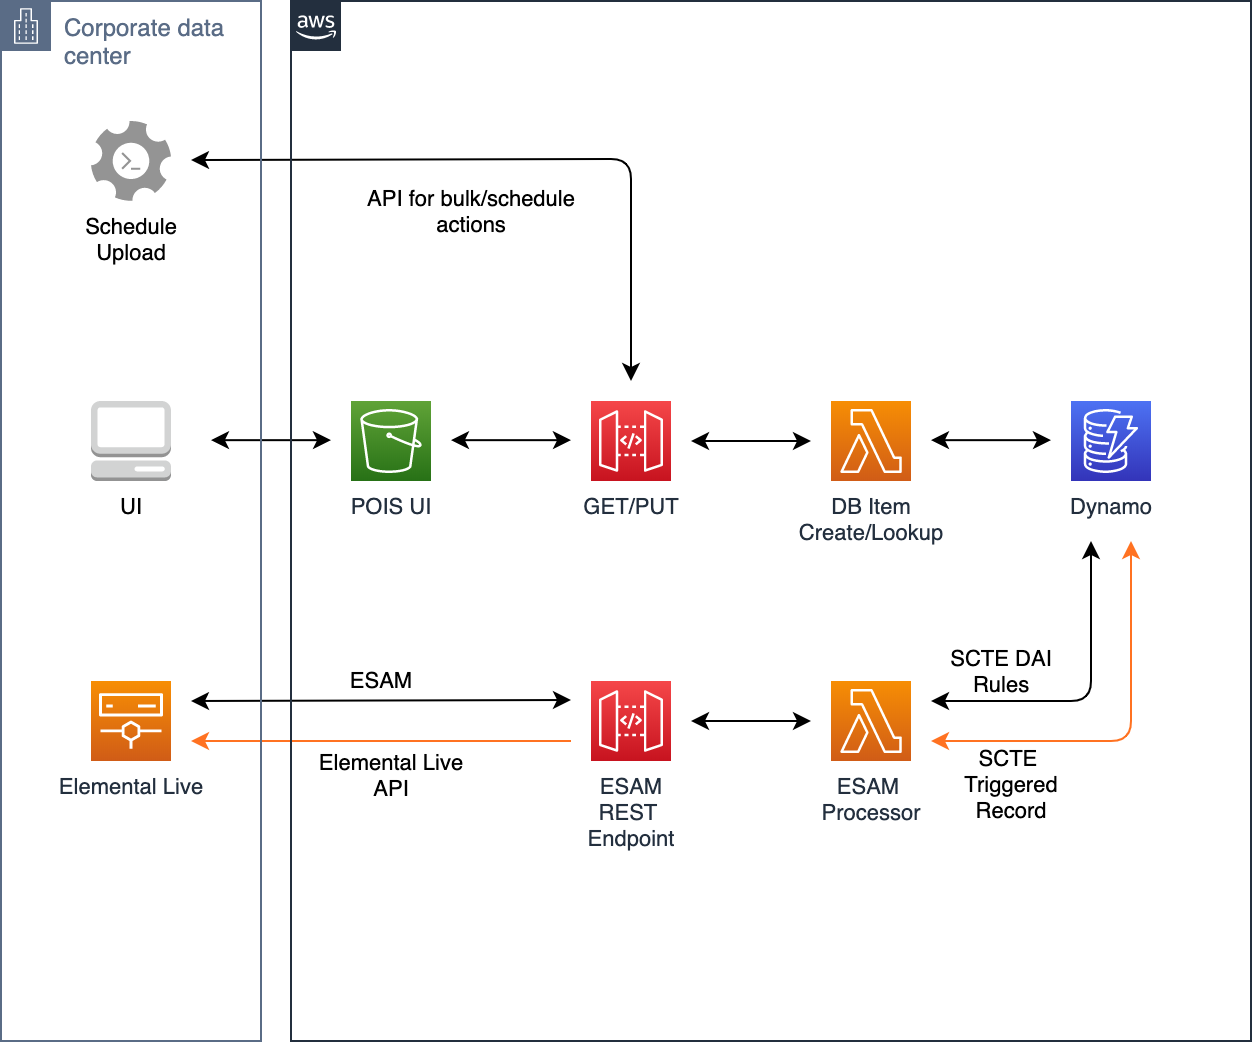 Corporate data
center
aws
Schedule
Upload
API for bulk/schedule
actions
UI
POIS UI
GET/PUT
DB Item
Create/Lookup
Dynamo
ESAM
SCTE DAI
Rules
Elemental Live
Elemental Live
API
ESAM
REST
Endpoint
ESAM
Processor
SCTE
Triggered
Record